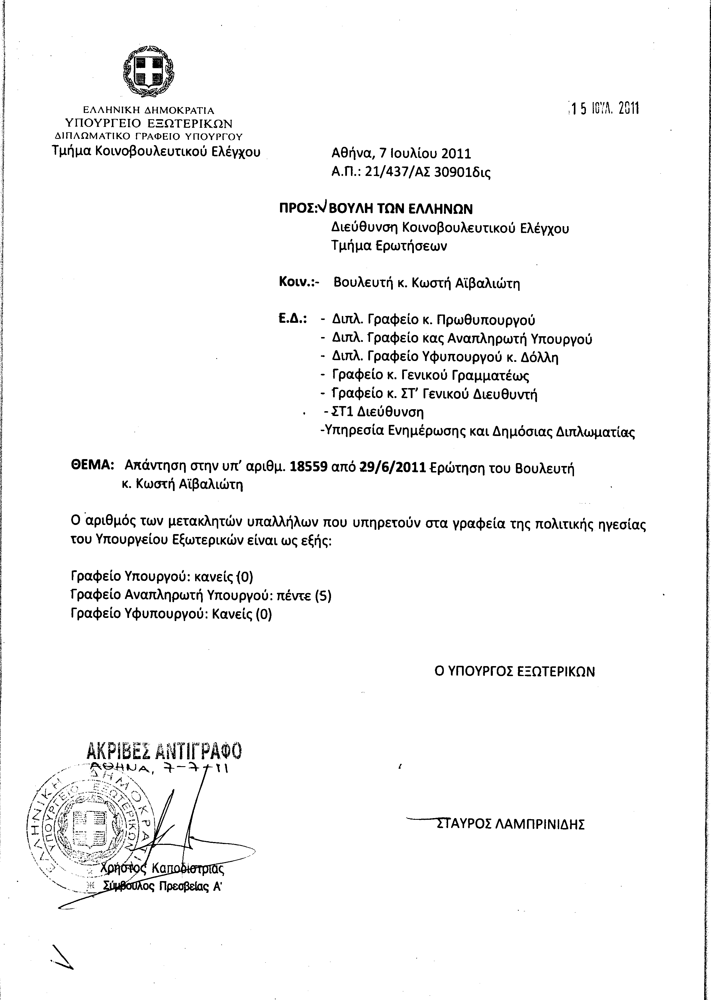 15 ΙΟΥΛ. 2011
ΕΛΛΗΝΙΚΗ ΔΗΜΟΚΡΑΤΙΑ
ΥΠΟΥΡΓΕΙΟ ΕΞΩΤΕΡΙΚΩΝ
ΔΙΠΛΩΜΑΤΙΚΟ ΓΡΑΦΕΙΟ ΥΠΟΥΡΓΟΥ
Τμήμα Κοινοβουλευτικού Ελέγχου
Αθήνα, 7 Ιουλίου 2011
Α.Π.: 21/437/ΑΣ 30901δις
ΠΡΟΣ:√ ΒΟΥΛΗ ΤΩΝ ΕΛΛΗΝΩΝ
Διεύθυνση Κοινοβουλευτικού Ελέγχου
Τμήμα Ερωτήσεων
Κοιν.:- Βουλευτή κ. Κωστή Αϊβαλιώτη
Ε.Δ.: - Διπλ. Γραφείο κ. Πρωθυπουργού
- Διπλ. Γραφείο κας Αναπληρωτή Υπουργού
- Διπλ. Γραφείο Υφυπουργού κ. Δόλλη
- Γραφείο κ. Γενικού Γραμματέως
- Γραφείο κ. ΣΤ’ Γενικού Διευθυντή
- ΣΤ1 Διεύθυνση
-Υπηρεσία Ενημέρωσης και Δημόσιας Διπλωματίας
ΘΕΜΑ: Απάντηση στην υπ’ αριθμ. 18559 από 29/6/2011 Ερώτηση του Βουλευτή
κ. Κωστή Αϊβαλιώτη
Ο αριθμός των μετακλητών υπαλλήλων που υπηρετούν στα γραφεία της πολιτικής ηγεσίας
του Υπουργείου Εξωτερικών είναι ως εξής:
Γραφείο Υπουργού: κανείς (0)
Γραφείο Αναπληρωτή Υπουργού: πέντε (5)
Γραφείο Υφυπουργού: Κανείς (0)
Ο ΥΠΟΥΡΓΟΣ ΕΞΩΤΕΡΙΚΩΝ
ΑΚΡΙΒΕΣ ΑΝΤΙΓΡΑΦΟ
ΑΘΗΝΑ, 7-7-11
ΕΛΛΗΝΙΚΗ ΔΗΜΟΚΡΑΤΙΑ
ΥΠΟΥΡΓΕΙΟ ΕΞΩΤΕΡΙΚΩΝ
ΣΤΑΥΡΟΣ ΛΑΜΠΡΙΝΙΔΗΣ
Χρήστος Καποδίστριας
Σύμβουλος Πρεσβείας Α'